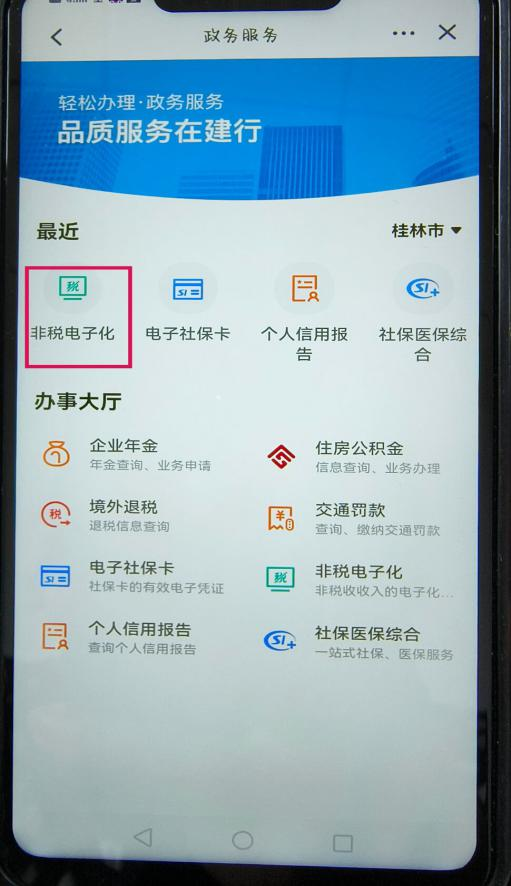 政务服务
轻松办理·政务服务
品质服务在建行
最近
桂林市
税
非税电子化
SI
电子社保卡
个人信用报
告
SI+
社保医保综
合
办事大厅
企业年金
年金查询、业务申请
住房公积金
信息查询、业务办理
税
境外退税
退税信息查询
¥
交通罚款
查询、缴纳交通罚款
SI
电子社保卡
社保卡的有效电子凭证
税
非税电子化
非税收收入的电子化...
个人信用报告
查询个人信用报告
SI+
社保医保综合
一站式社保、医保服务